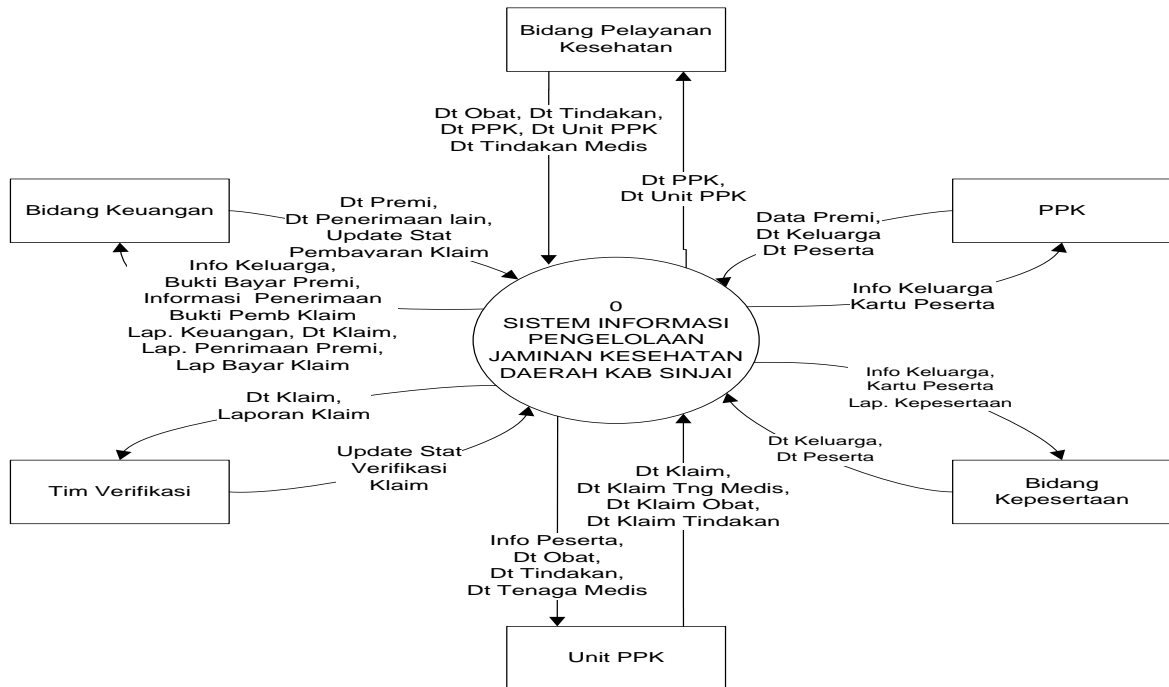 Bidang Pelayanan
Kesehatan
Dt Obat, Dt Tindakan,
Dt PPK, Dt Unit PPK
Dt Tindakan Medis
Dt PPK,
Dt Unit PPK
Bidang Keuangan
Dt Premi,
Dt Penerimaan lain,
Update Stat
Pembayaran Klaim
Data Premi,
Dt Keluarga
Dt Peserta
PPK
Info Keluarga
Kartu Peserta
Info Keluarga,
Bukti Bayar Premi,
Informasi Penerimaan
Bukti Pemb Klaim
Lap. Keuangan, Dt Klaim,
Lap. Penrimaan Premi,
Lap Bayar Klaim
0
SISTEM INFORMASI
PENGELOLAAN
JAMINAN KESEHATAN
DAERAH KAB SINJAI
Info Keluarga,
Kartu Peserta
Lap. Kepesertaan
Dt Klaim,
Laporan Klaim
Dt Keluarga,
Dt Peserta
Update Stat
Verifikasi
Klaim
Tim Verifikasi
Dt Klaim,
Dt Klaim Tng Medis,
Dt Klaim Obat,
Dt Klaim Tindakan
Bidang
Kepesertaan
Info Peserta,
Dt Obat,
Dt Tindakan,
Dt Tenaga Medis
Unit PPK